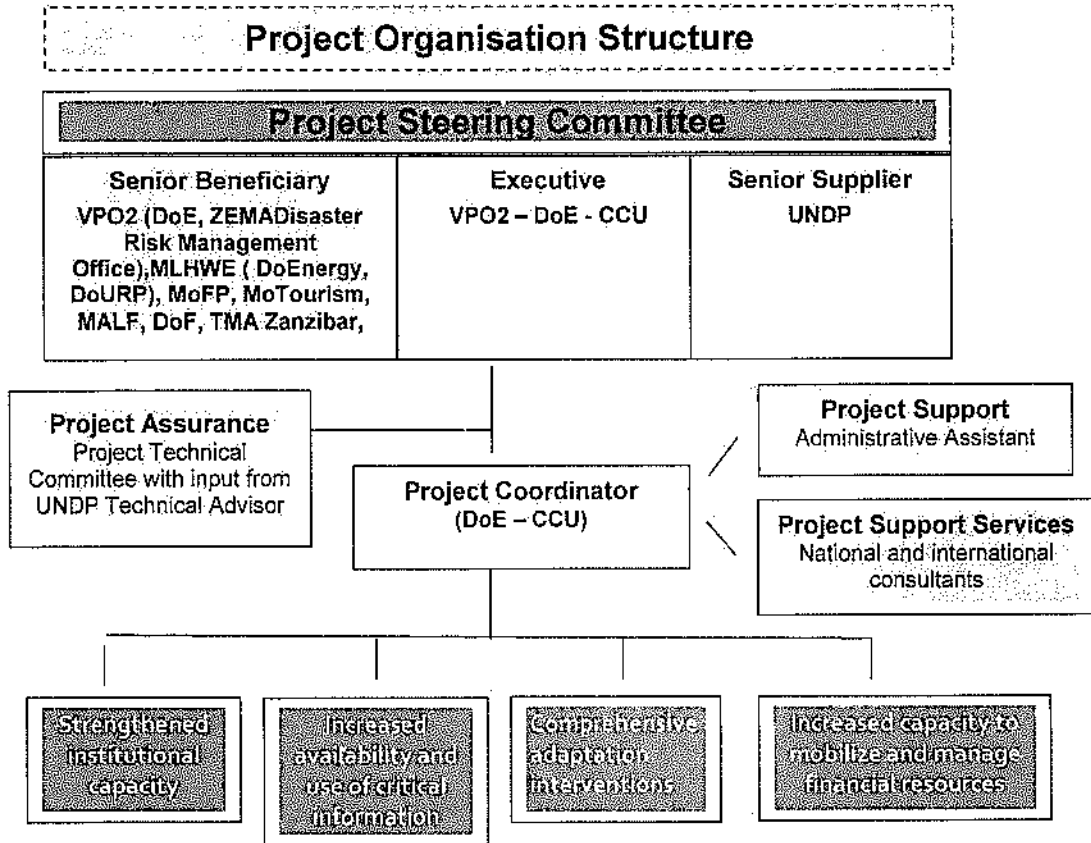 Project Organisation Structure
Project Steering Committee
Senior Beneficiary
VPO2 (DoE, ZEMADisaster
Risk Management
Office),MLHWE ( DoEnergy,
DoURP), MoFP, MoTourism,
MALF, DoF, TMA Zanzibar,
Executive
VPO2 – DoE - CCU
Senior Supplier
UNDP
Project Assurance
Project Technical
Committee with input from
UNDP Technical Advisor
Project Coordinator
(DoE – CCU)
Project Support
Administrative Assistant
Project Support Services
National and international
consultants
Strengthened
institutional
capacity
Increased
availability and
use of critical
information
Comprehensive
adaptation
interventions
Increased capacity to
mobilize and manage
financial resources